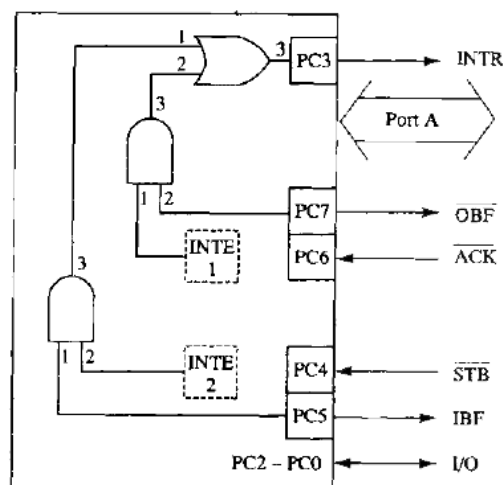 1
2
3
PC3
INTR
3
Port A
1
2
PC7
OBF
INTE
1
PC6
ACK
3
1
2
INTE
2
PC4
STB
PC5
IBF
PC2 – PC0
I/O